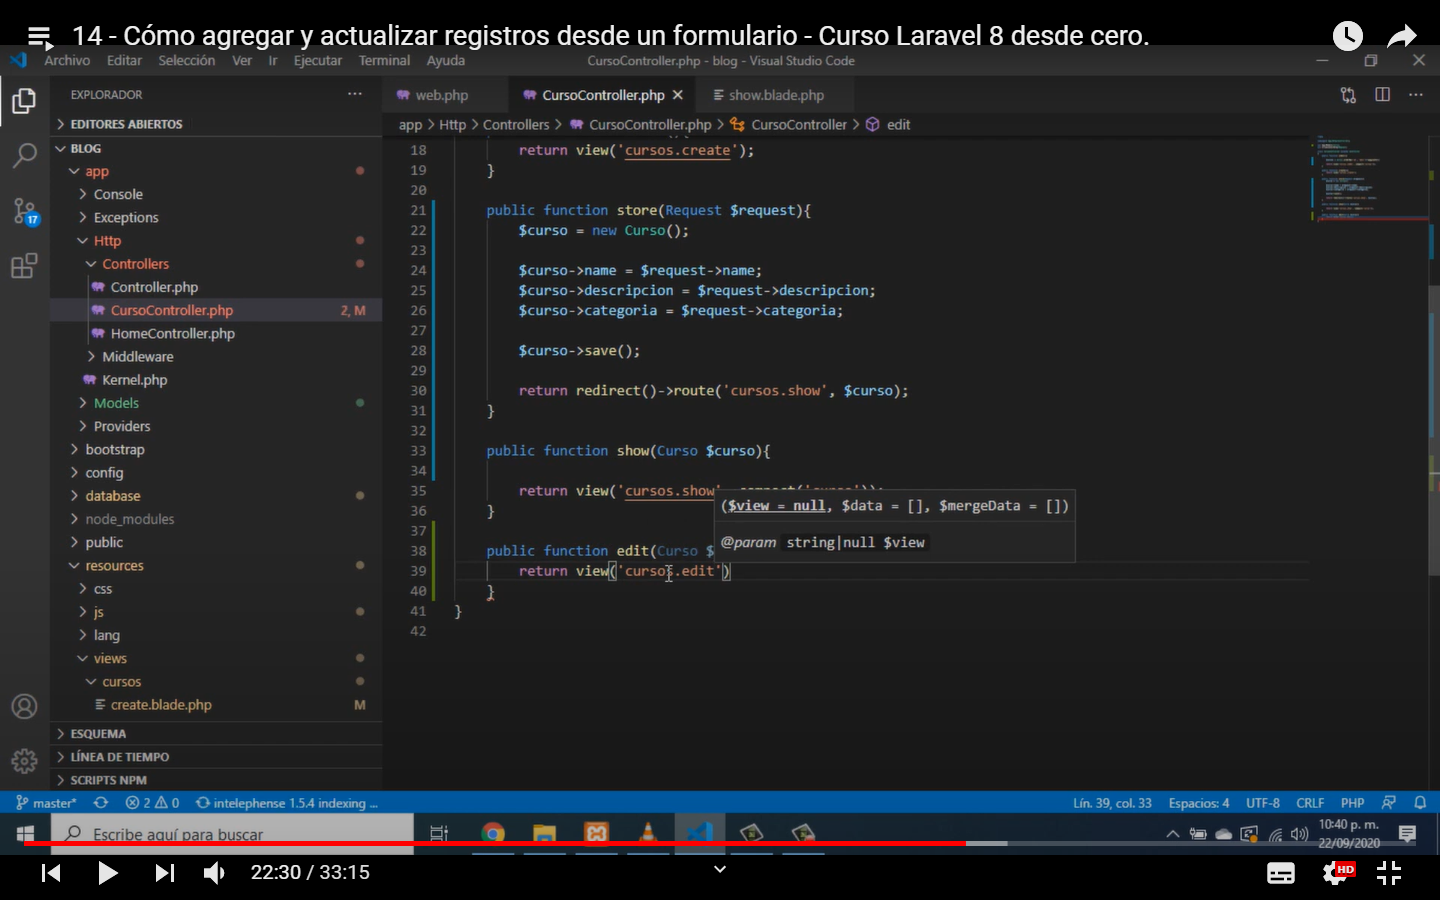 14 - Cómo agregar y actualizar registros desde un formulario - Curso Laravel 8 desde cero.
Archivo Editar Selección Ver Ir Ejecutar Terminal Ayuda CursoController.php - blog - Visual Studio Code
EXPLORADOR
web.php CursoController.php show.blade.php
EDITORES ABIERTOS
app > Http > Controllers > CursoController.php > CursoController > edit
BLOG
app
Console
Exceptions
17
Http
Controllers
Controller.php
CursoController.php 2, M
HomeController.php
Middleware
Kernel.php
Models
Providers
bootstrap
config
database
node_modules
public
resources
css
js
lang
views
cursos
create.blade.php M
ESQUEMA
LÍNEA DE TIEMPO
SCRIPTS NPM
18 return view('cursos.create');
19 }
20
21 public function store(Request $request){
22 $curso = new Curso();
23
24 $curso->name = $request->name;
25 $curso->descripcion = $request->descripcion;
26 $curso->categoria = $request->categoria;
27
28 $curso->save();
29
30 return redirect()->route('cursos.show', $curso);
31 }
32
33 public function show(Curso $curso){
34
35 return view('cursos.show'
36 }
37
38 public function edit(Curso $
39 return view('cursos.edit')
40 }
41 }
42
($view = null, $data = [], $mergeData = [])
@param string|null $view
master* 2 0 intelephense 1.5.4 indexing ... Lín. 39, col. 33 Espacios: 4 UTF-8 CRLF PHP
Escribe aquí para buscar
10:40 p. m.
22/09/2020
22:30 / 33:15
HD